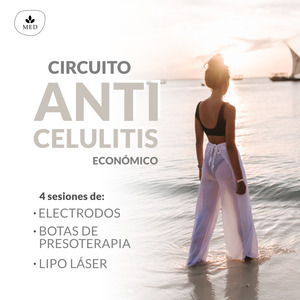 MED
CIRCUITO
ANTI
CELULITIS
ECONÓMICO
4 sesiones de:
· ELECTRODOS
· BOTAS DE
PRESOTERAPIA
· LIPO LÁSER